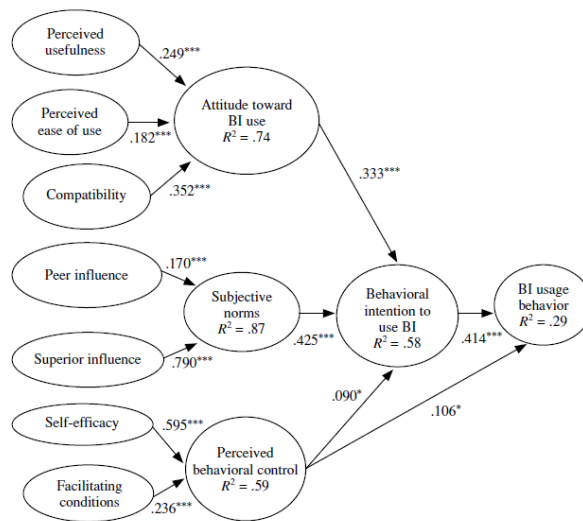 Perceived
usefulness
.249***
Perceived
ease of use
.182***
Compatibility
.352***
Attitude toward
BI use
R² = .74
.333***
Peer influence
.170***
Superior influence
.790***
Subjective
norms
R² = .87
.425***
Behavioral
intention to
use BI
R² = .58
.414***
BI usage
behavior
R² = .29
Self-efficacy
.595***
Facilitating
conditions
.236***
Perceived
behavioral control
R² = .59
.090*
.106*